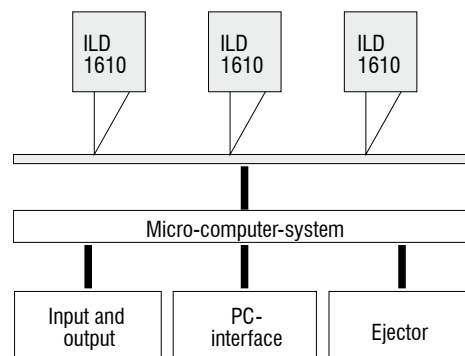 ILD
1610
ILD
1610
ILD
1610
Micro-computer-system
Input and
output
PC-
interface
Ejector